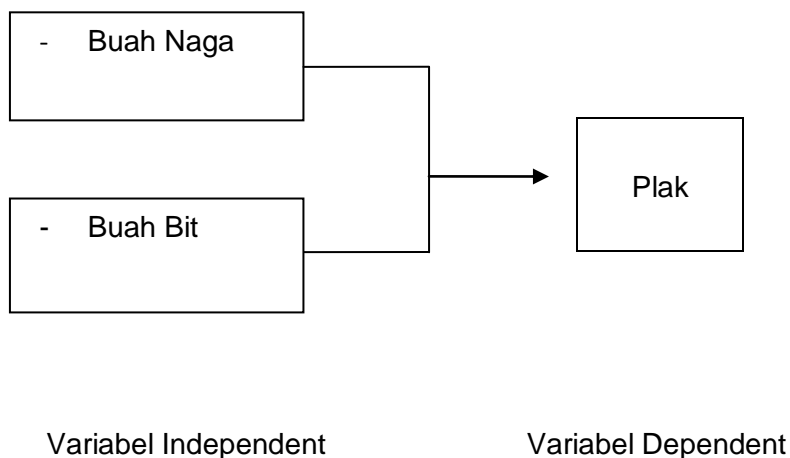 - Buah Naga
- Buah Bit
Plak
Variabel Independent
Variabel Dependent